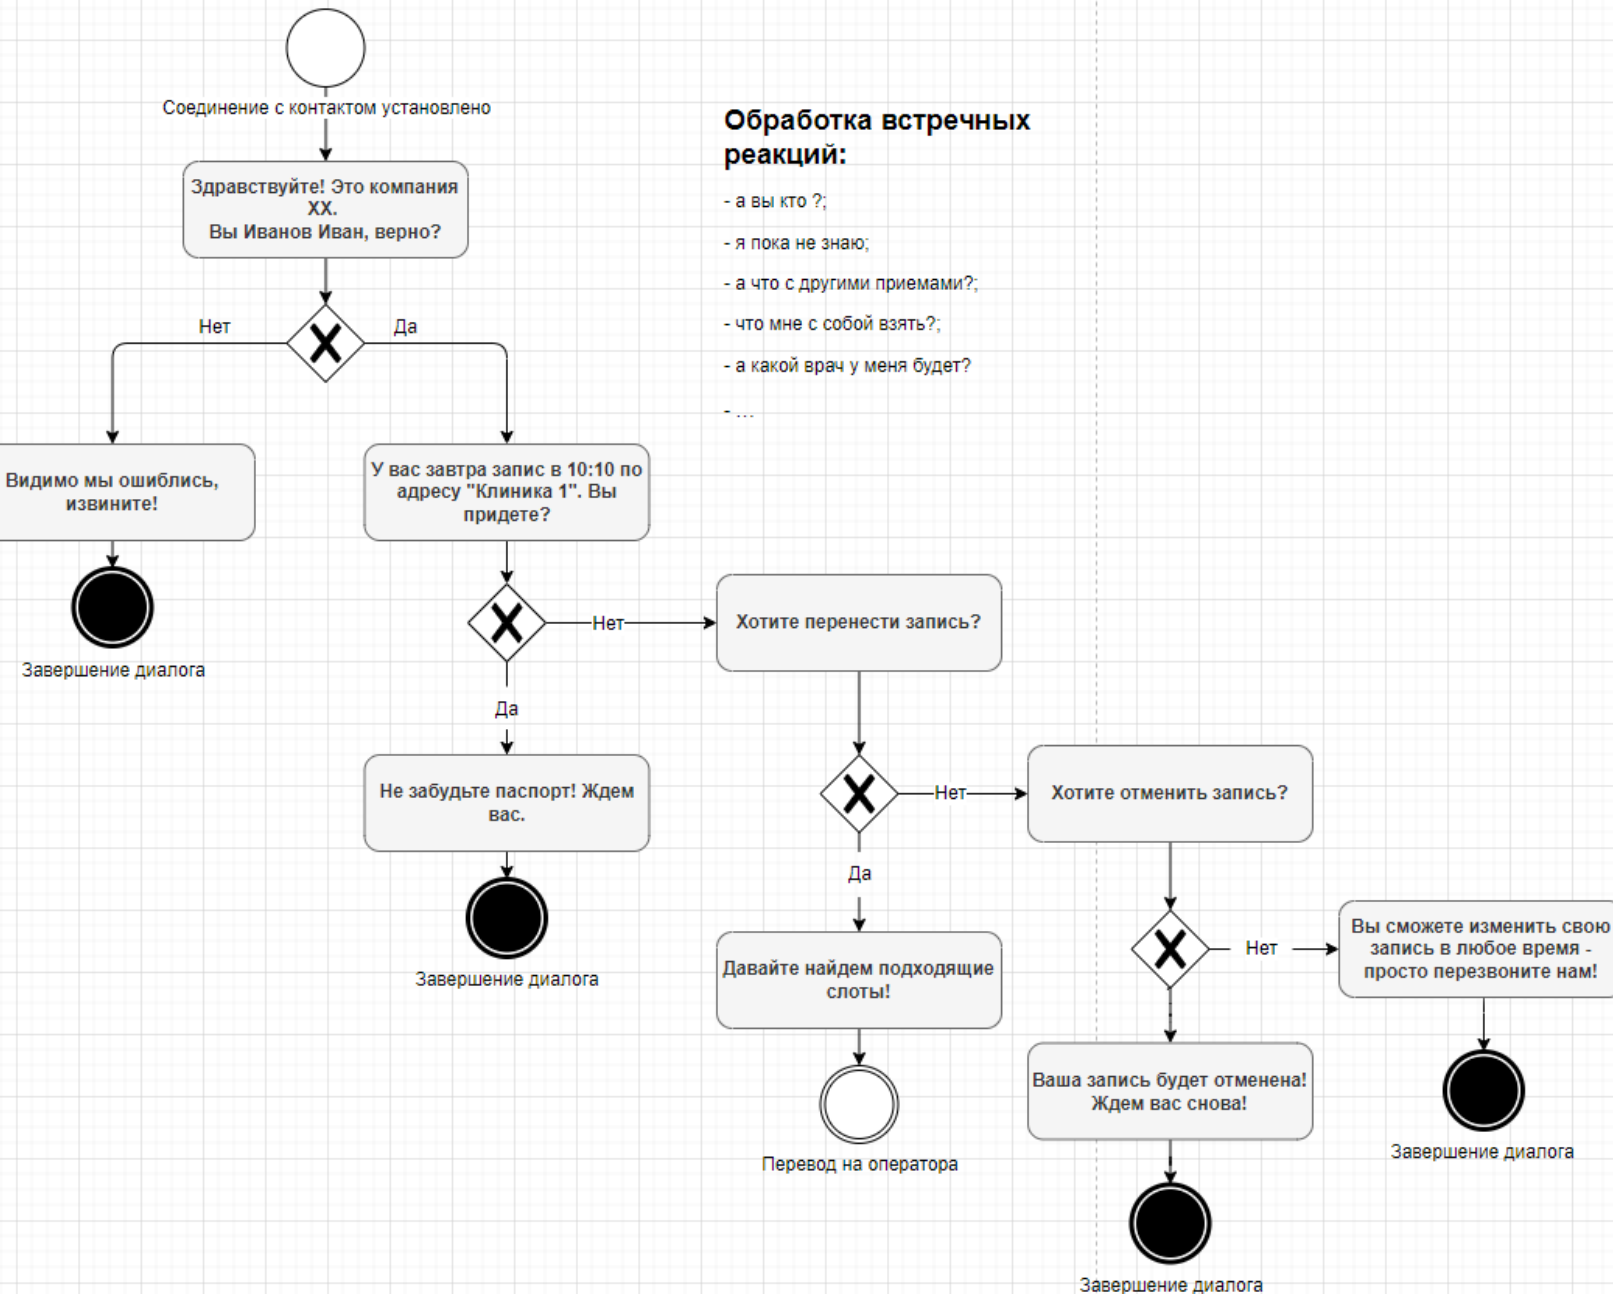 Соединение с контактом установлено
Здравствуйте! Это компания
XX.
Вы Иванов Иван, верно?
Обработка встречных
реакций:
- а вы кто ?;
- я пока не знаю;
- а что с другими приемами?;
- что мне с собой взять?;
- а какой врач у меня будет?
- ...
Нет
Да
Видимо мы ошиблись,
извините!
Завершение диалога
У вас завтра запис в 10:10 по
адресу "Клиника 1". Вы
придете?
Нет
Да
Не забудьте паспорт! Ждем
вас.
Завершение диалога
Хотите перенести запись?
Нет
Да
Давайте найдем подходящие
слоты!
Перевод на оператора
Хотите отменить запись?
Нет
Вы сможете изменить свою
запись в любое время -
просто перезвоните нам!
Завершение диалога
Ваша запись будет отменена!
Ждем вас снова!
Завершение диалога